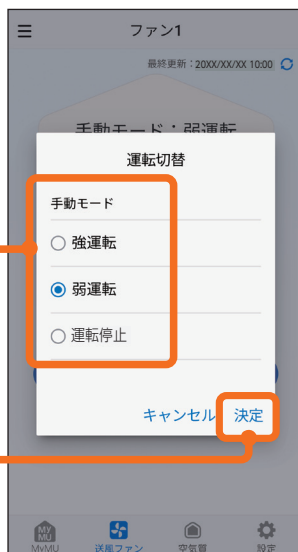 ファン1
最終更新：20XX/XX/XX 10:00
手動モード：弱運転
運転切替
手動モード
強運転
弱運転
運転停止
キャンセル 決定
MY
MU
MyMU 送風ファン 空気質 設定